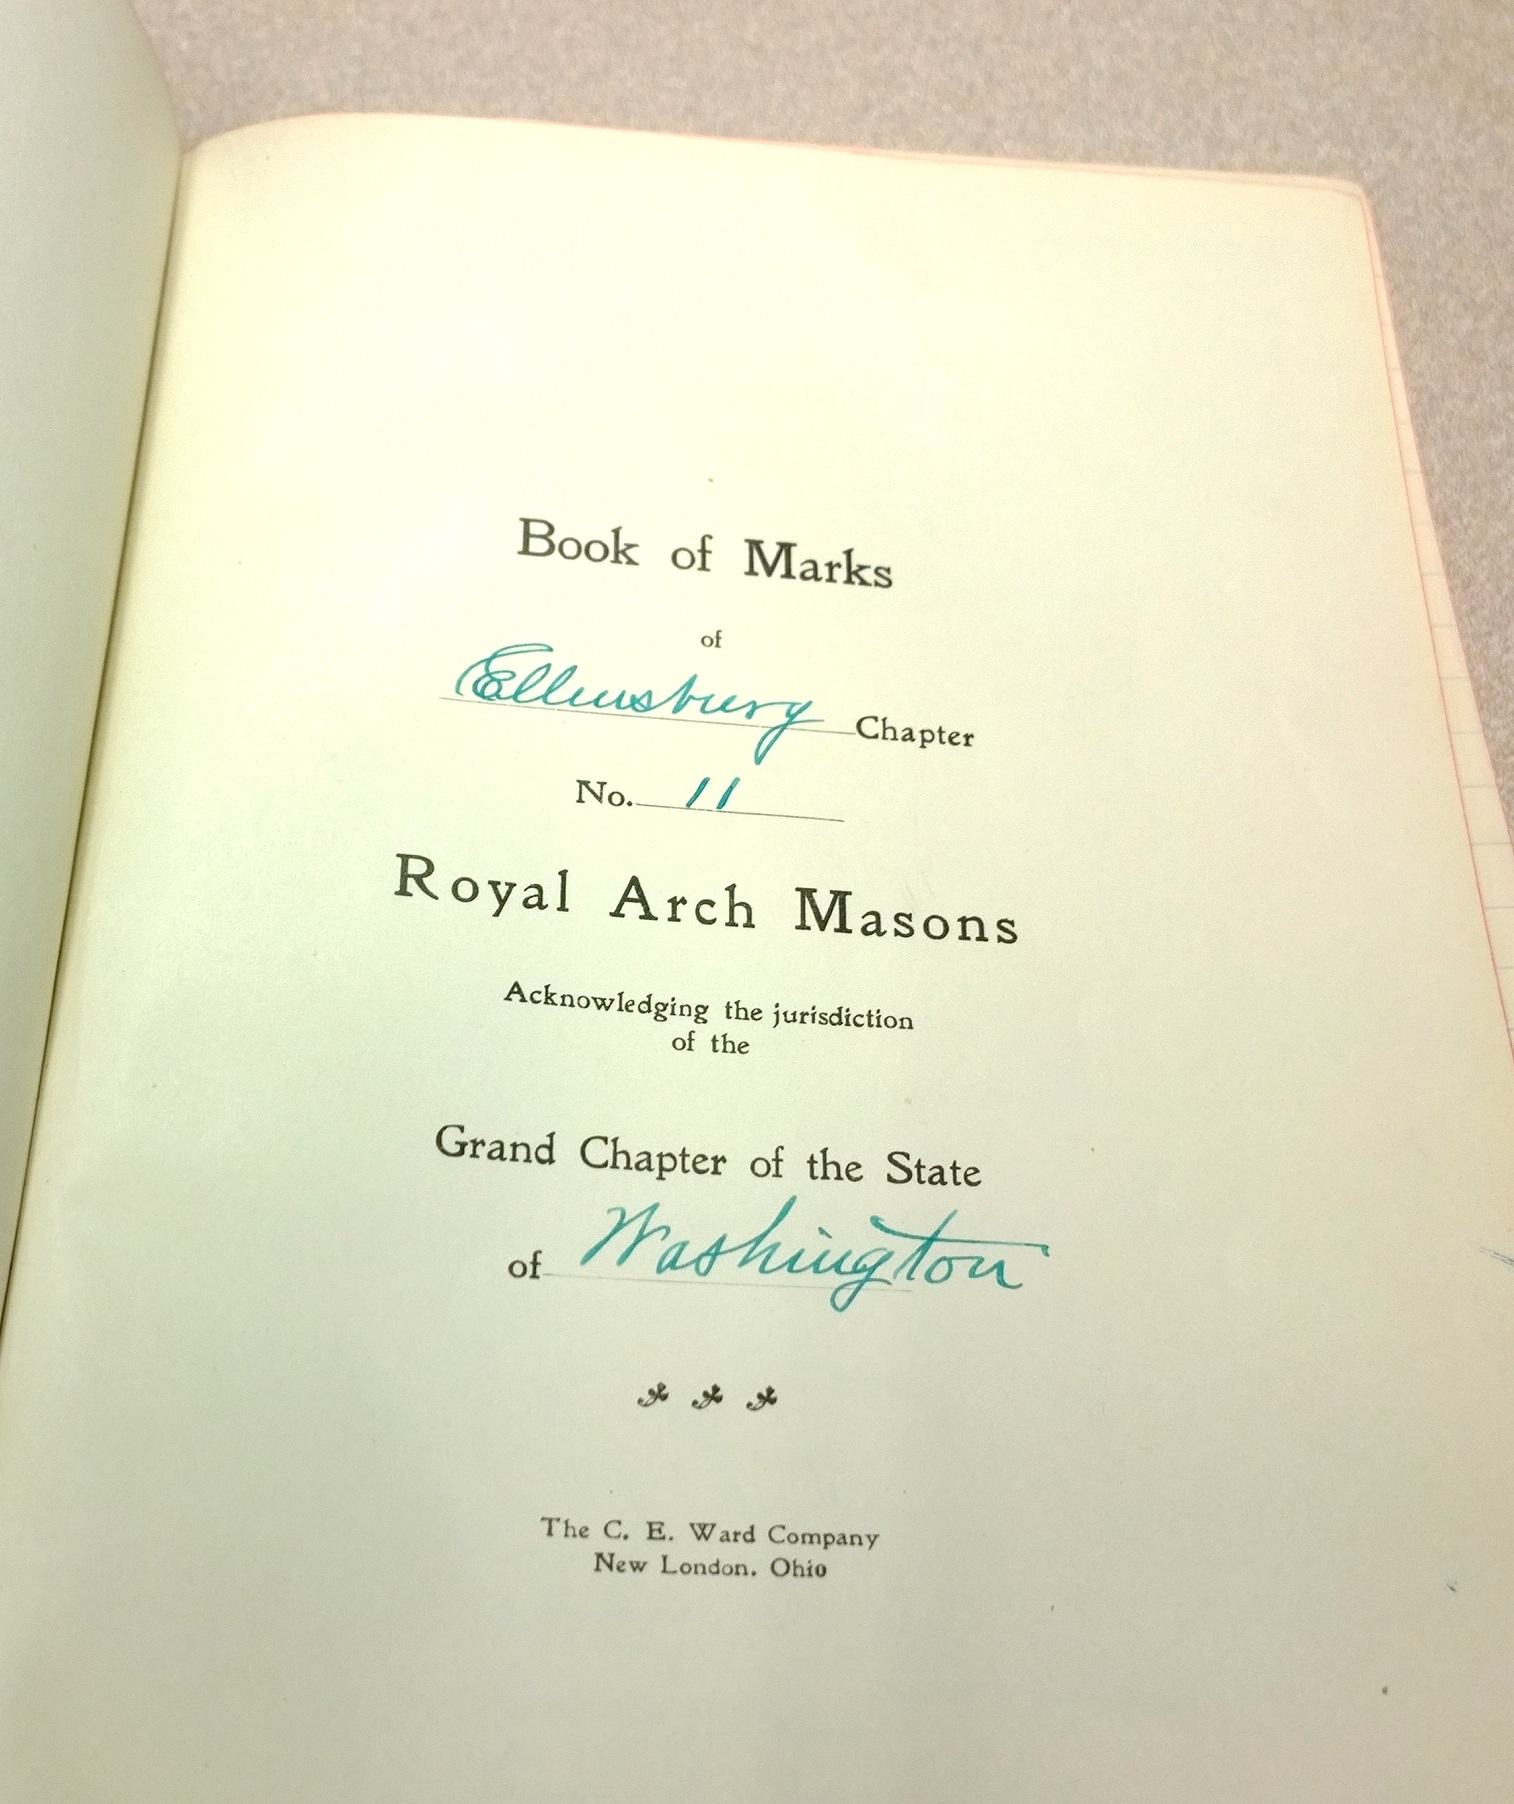 Book of Marks
of
Ellensburg Chapter
No. 11
Royal Arch Masons
Acknowledging the jurisdiction
of the
Grand Chapter of the State
of Washington
The C. E. Ward Company
New London, Ohio